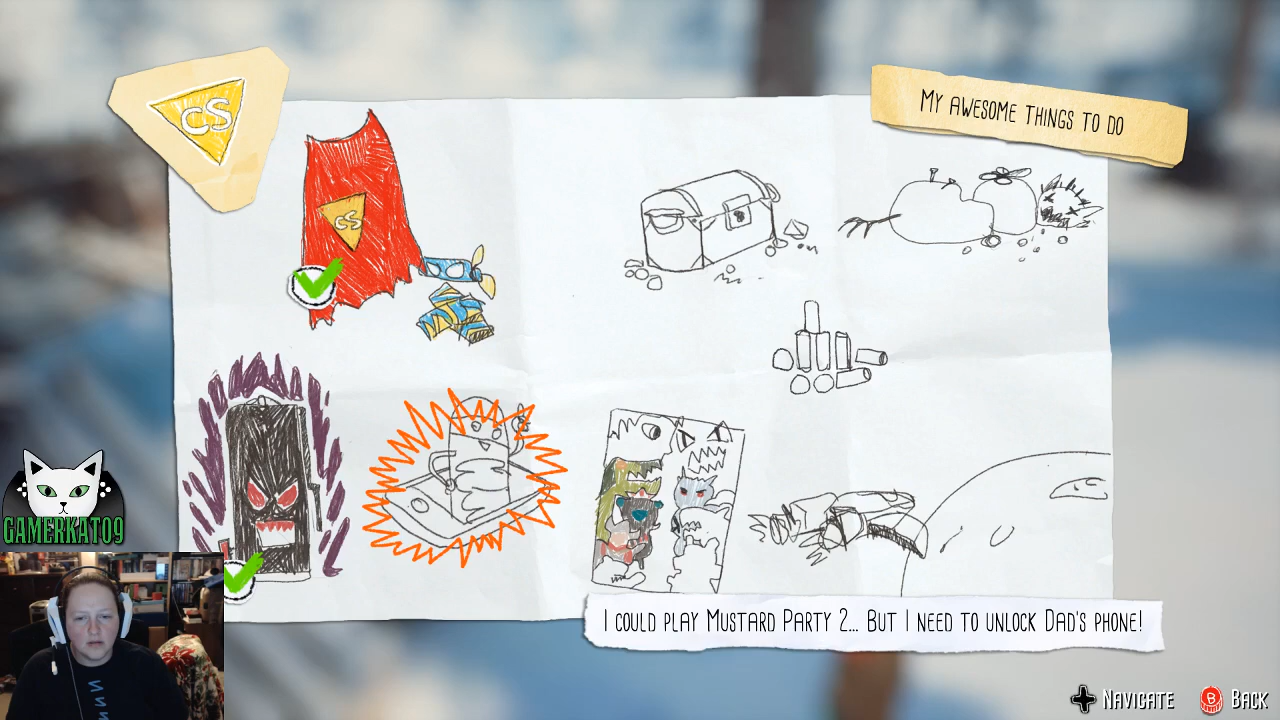 CS
MY AWESOME THINGS TO DO
CS
GAMERKAT09
I COULD PLAY MUSTARD PARTY 2... BUT I NEED TO UNLOCK DAD'S PHONE!
NAVIGATE
B BACK